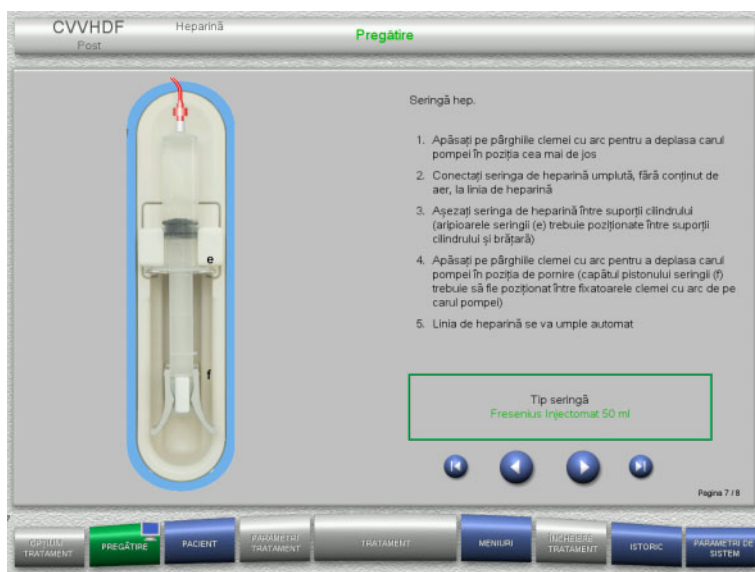 CVVHDF
Heparină
Post
Pregătire
Seringă hep.
1. Apăsați pe pârghiile clemei cu arc pentru a deplasa carul
pompei în poziția cea mai de jos
2. Conectați seringa de heparină umplută, fără conținut de
aer, la linia de heparină
3. Așezați seringa de heparină între suporții cilindrului
(aripioarele seringii (e) trebuie poziționate între suporții
cilindrului și brățară)
4. Apăsați pe pârghiile clemei cu arc pentru a deplasa carul
pompei în poziția de pornire (capătul pistonului seringii (f)
trebuie să fie poziționat între fixatoarele clemei cu arc de pe
carul pompei)
5. Linia de heparină se va umple automat
e
f
Tip seringă
Fresenius Injectomat 50 ml
Pagina 7 / 8
OPȚIUNI
TRATAMENT
PREGĂTIRE
PACIENT
PARAMETRI
TRATAMENT
TRATAMENT
MENIURI
ÎNCHEIERE
TRATAMENT
ISTORIC
PARAMETRI DE
SISTEM